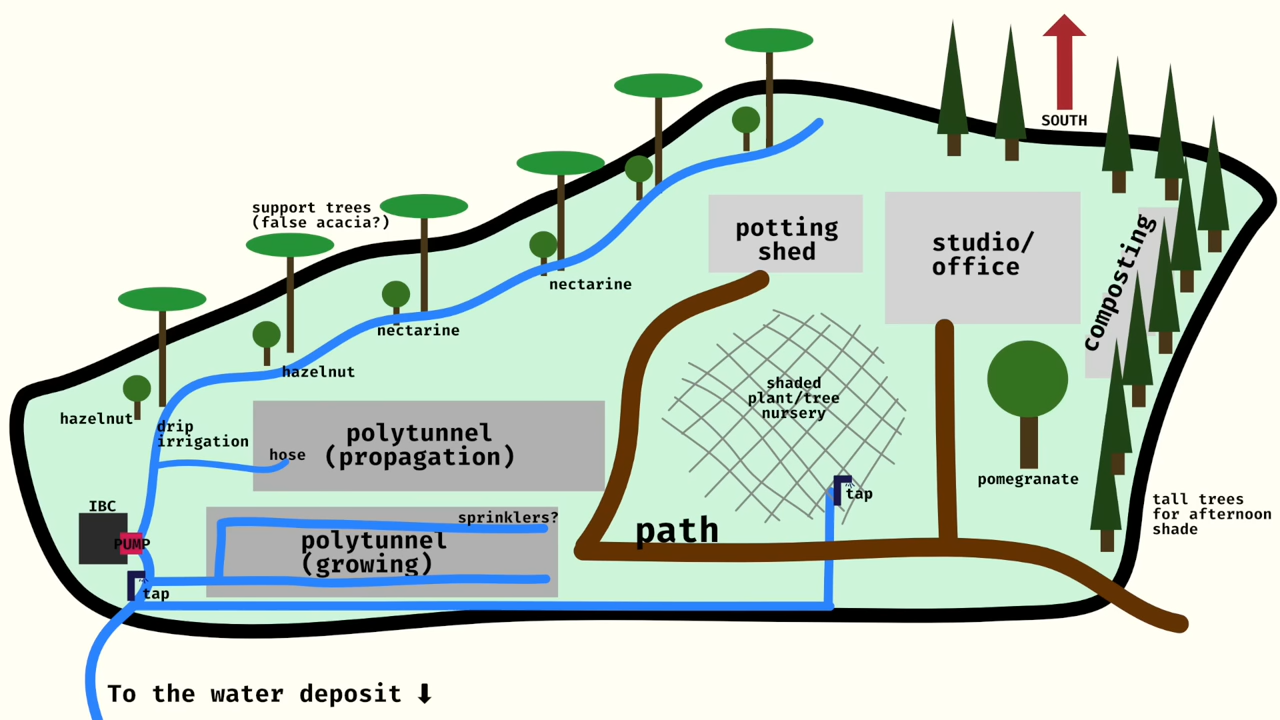 SOUTH
support trees
(false acacia?)
potting
shed
studio/
office
composting
nectarine
nectarine
hazelnut
shaded
plant/tree
nursery
hazelnut
drip
irrigation
hose
polytunnel
(propagation)
pomegranate
tap
tall trees
for afternoon
shade
IBC
sprinklers?
path
PUMP
polytunnel
(growing)
tap
To the water deposit ⬇